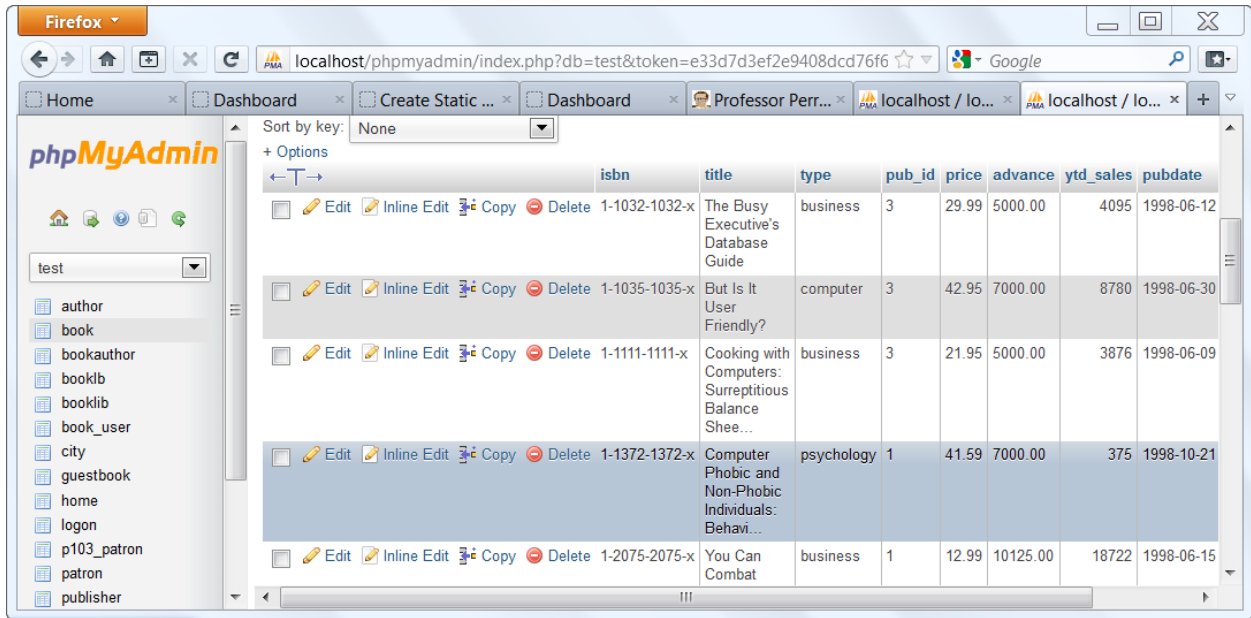 Firefox
localhost/phpmyadmin/index.php?db=test&token=e33d7d3ef2e9408dcd76f6
Google
Home
Dashboard
Create Static ...
Dashboard
Professor Perr...
localhost / lo...
localhost / lo...
phpMyAdmin
test
author
book
bookauthor
booklb
booklib
book_user
city
guestbook
home
logon
p103_patron
patron
publisher
Sort by key: None
+ Options
←T→ isbn title type pub_id price advance ytd_sales pubdate
Edit Inline Edit Copy Delete 1-1032-1032-x The Busy business 3 29.99 5000.00 4095 1998-06-12
Executive's
Database
Guide
Edit Inline Edit Copy Delete 1-1035-1035-x But Is It computer 3 42.95 7000.00 8780 1998-06-30
User
Friendly?
Edit Inline Edit Copy Delete 1-1111-1111-x Cooking with business 3 21.95 5000.00 3876 1998-06-09
Computers:
Surreptitious
Balance
Shee...
Edit Inline Edit Copy Delete 1-1372-1372-x Computer psychology 1 41.59 7000.00 375 1998-10-21
Phobic and
Non-Phobic
Individuals:
Behavi...
Edit Inline Edit Copy Delete 1-2075-2075-x You Can business 1 12.99 10125.00 18722 1998-06-15
Combat